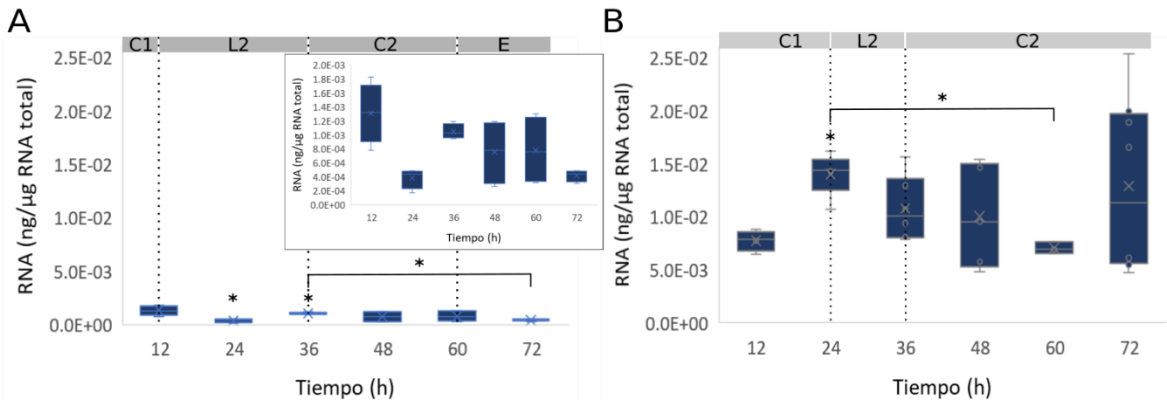 A
C1 L2 C2 E
RNA (ng/µg RNA total)
2.5E-02
2.0E-02
1.5E-02
1.0E-02
5.0E-03
0.0E+00
12 24 36 48 60 72
Tiempo (h)
* * *
RNA (ng/µg RNA total)
2.0E-03
1.8E-03
1.6E-03
1.4E-03
1.2E-03
1.0E-03
8.0E-04
6.0E-04
4.0E-04
2.0E-04
0.0E+00
12 24 36 48 60 72
Tiempo (h)
B
C1 L2 C2
RNA (ng/µg RNA total)
2.5E-02
2.0E-02
1.5E-02
1.0E-02
5.0E-03
0.0E+00
*
*
12 24 36 48 60 72
Tiempo (h)